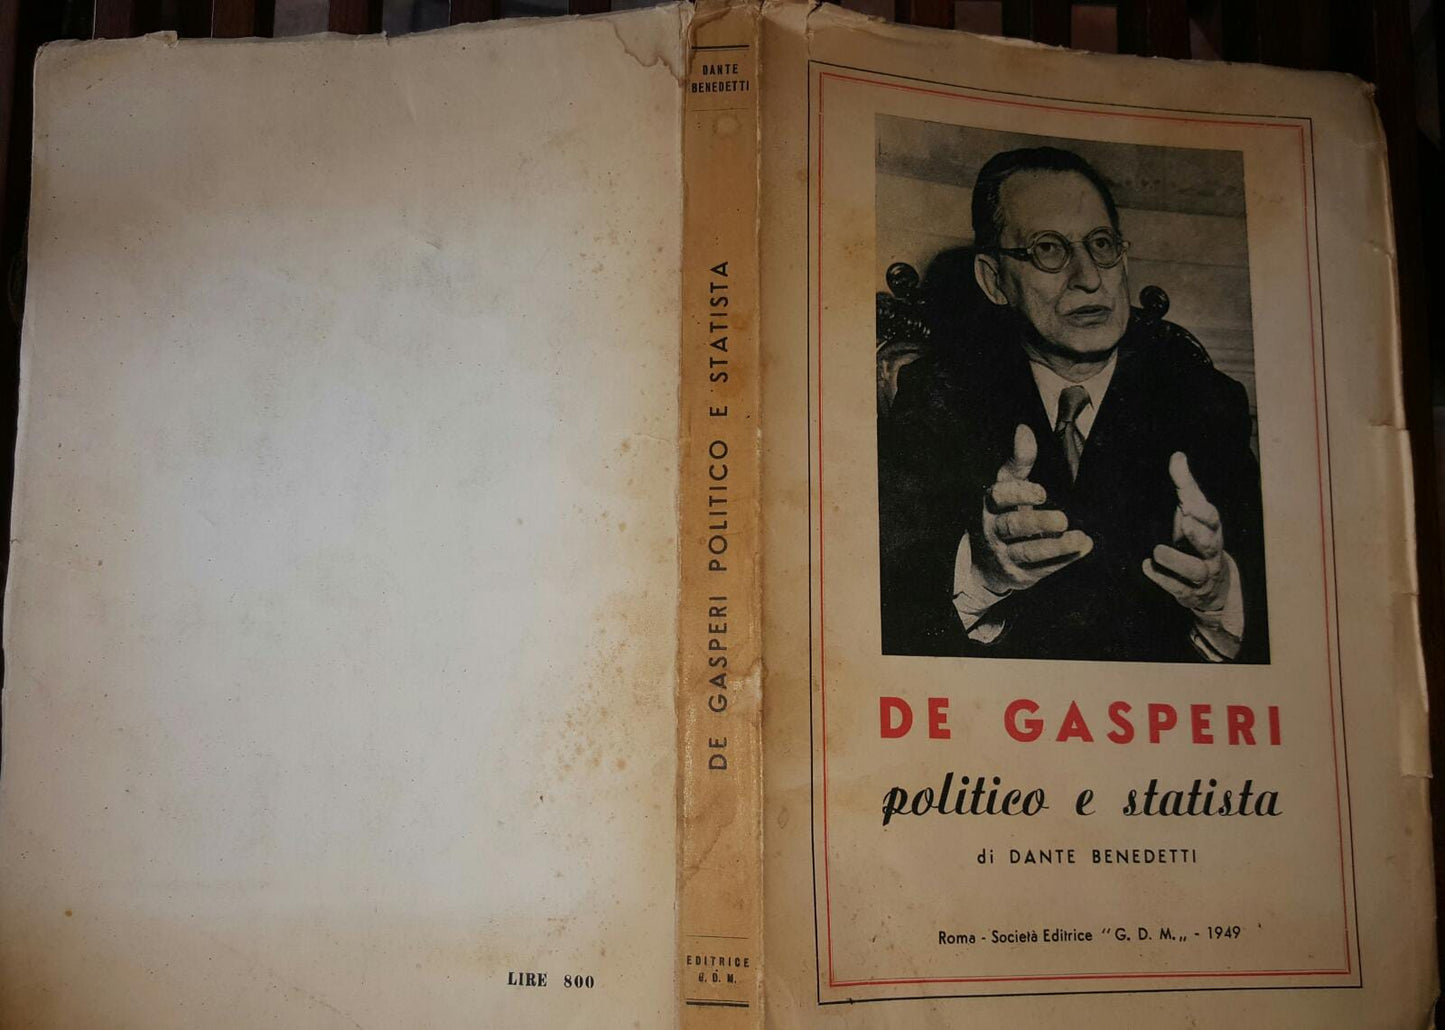 LIRE 800
DANTE
BENEDETTI
DE GASPERI POLITICO E STATISTA
EDITRICE
G. D. M.
DE GASPERI
politico e statista
di DANTE BENEDETTI
Roma - Società Editrice "G. D. M.„ - 1949